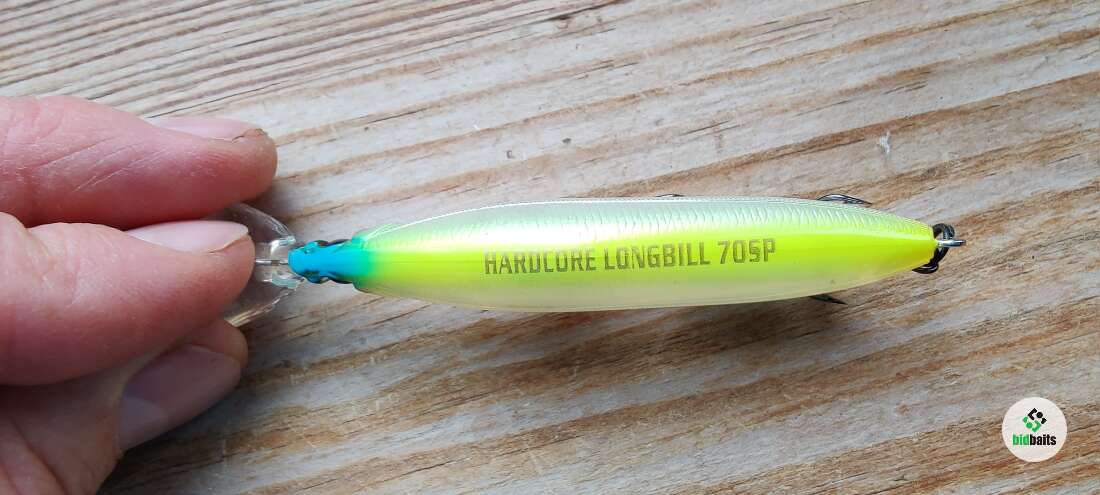 HARDCORE LONGBILL 70SP
bidbaits